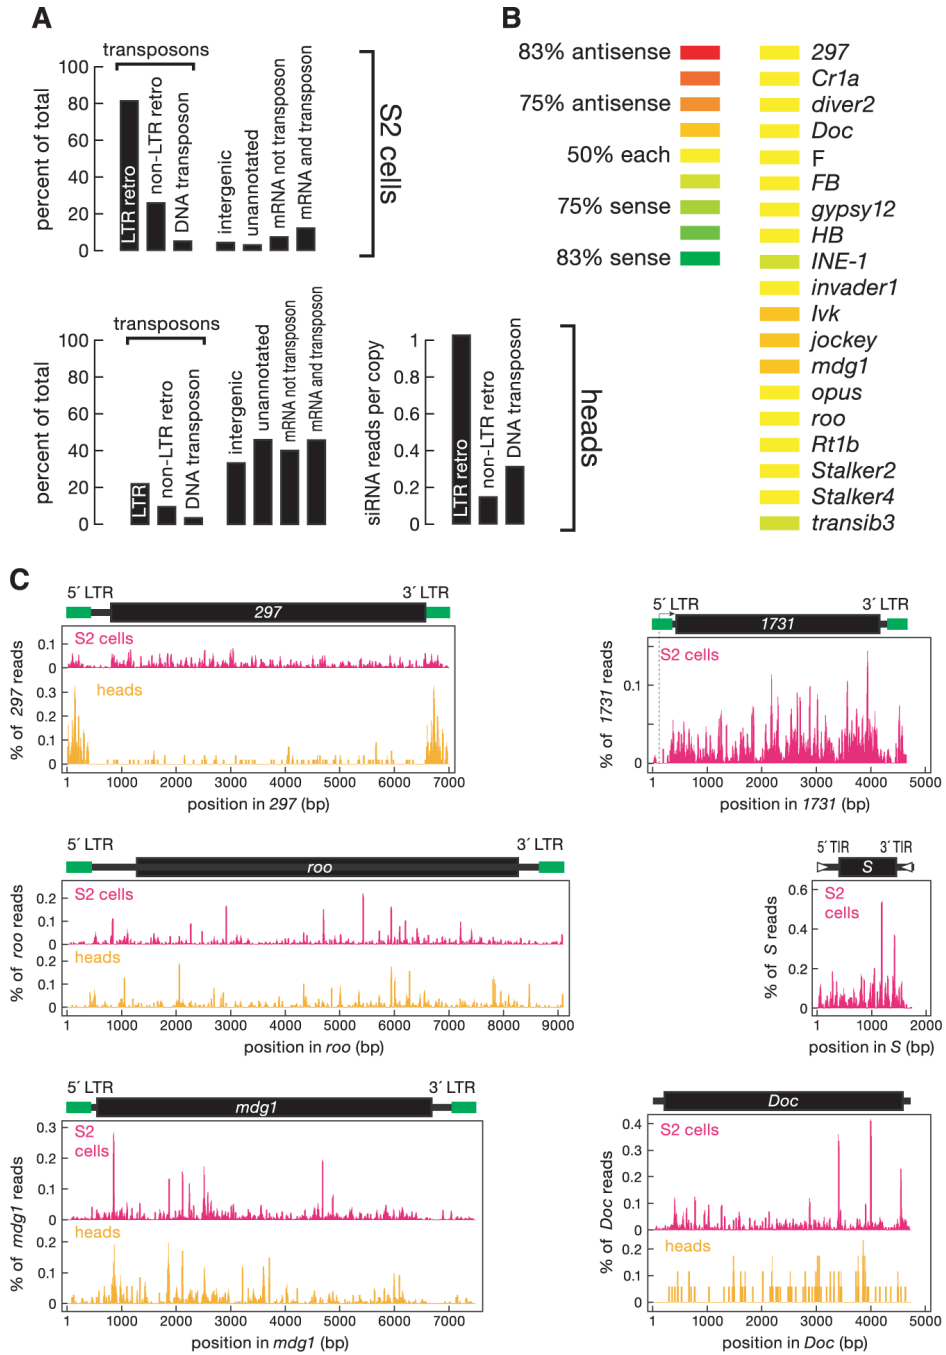 A
transposons
percent of total
100
80
60
40
20
0
LTR retro
non-LTR retro
DNA transposon
intergenic
unannotated
mRNA not transposon
mRNA and transposon
S2 cells
transposons
percent of total
100
80
60
40
20
0
LTR
non-LTR retro
DNA transposon
intergenic
unannotated
mRNA not transposon
mRNA and transposon
siRNA reads per copy
1
0.8
0.6
0.4
0.2
0
LTR retro
non-LTR retro
DNA transposon
heads
B
83% antisense
75% antisense
50% each
75% sense
83% sense
297
Cr1a
diver2
Doc
F
FB
gypsy12
HB
INE-1
invader1
Ivk
jockey
mdg1
opus
roo
Rt1b
Stalker2
Stalker4
transib3
C
5´ LTR
3´ LTR
297
% of 297 reads
S2 cells
0.1
0
heads
0.3
0.2
0.1
0
1 1000 2000 3000 4000 5000 6000 7000
position in 297 (bp)
5´ LTR
3´ LTR
1731
% of 1731 reads
S2 cells
0.1
0
1 1000 2000 3000 4000 5000
position in 1731 (bp)
5´ LTR
3´ LTR
roo
% of roo reads
S2 cells
0.2
0.1
0
heads
0.2
0.1
0
1 1000 2000 3000 4000 5000 6000 7000 8000 9000
position in roo (bp)
5´ TIR
3´ TIR
S
% of S reads
S2
cells
0.6
0.4
0.2
0
1 1000 2000
position in S (bp)
5´ LTR
3´ LTR
mdg1
% of mdg1 reads
S2
cells
0.3
0.2
0.1
0
heads
0.2
0.1
0
1 1000 2000 3000 4000 5000 6000 7000
position in mdg1 (bp)
Doc
% of Doc reads
S2 cells
0.4
0.3
0.2
0.1
0
heads
0.2
0.1
0
1 1000 2000 3000 4000 5000
position in Doc (bp)